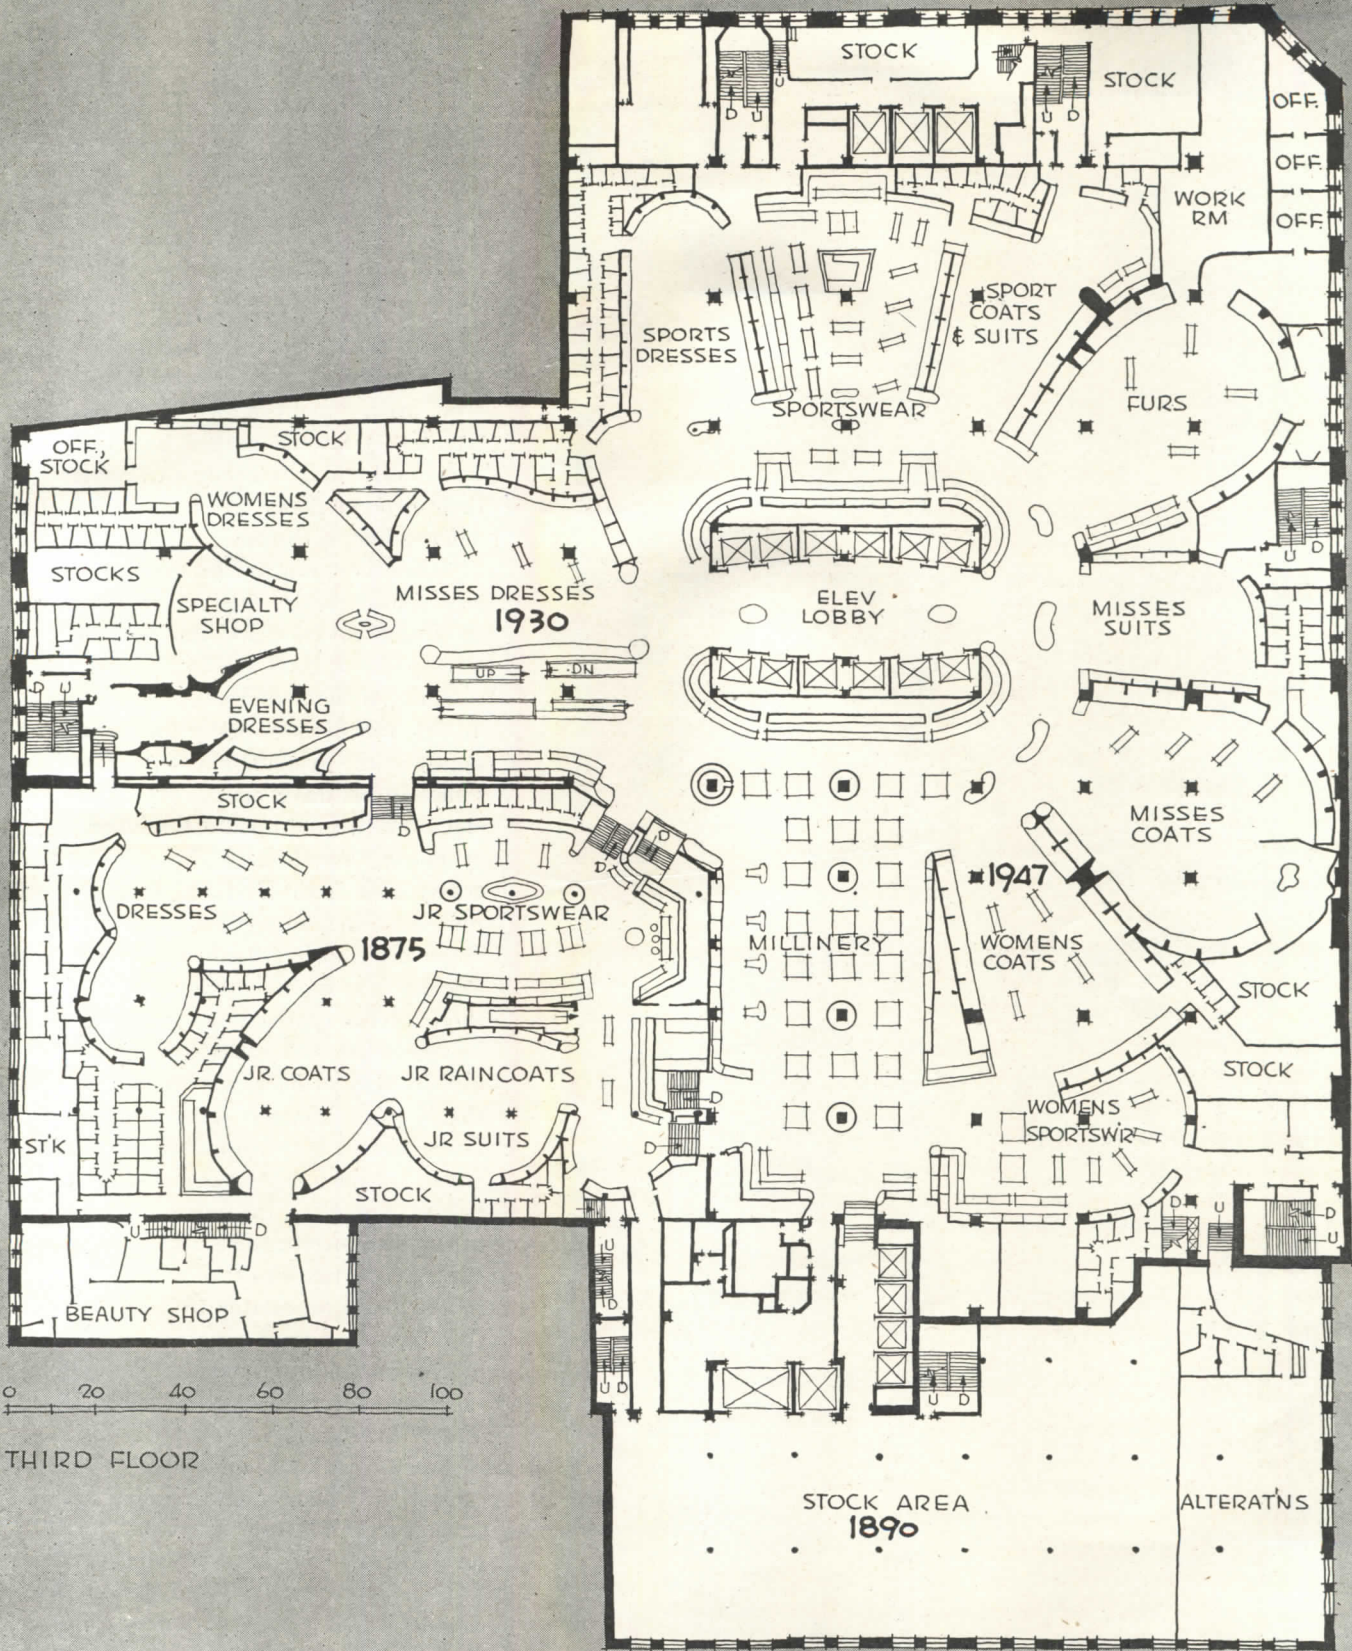 STOCK
STOCK
OFF.
OFF.
OFF.
WORK
RM
U
D
U
U
D
SPORT
COATS
& SUITS
SPORTS
DRESSES
SPORTSWEAR
FURS
OFF.,
STOCK
STOCK
WOMENS
DRESSES
STOCKS
SPECIALTY
SHOP
MISSES DRESSES
1930
ELEV
LOBBY
MISSES
SUITS
U
D
UP
DN
EVENING
DRESSES
D
U
STOCK
D
D
D
MISSES
COATS
DRESSES
JR SPORTSWEAR
1875
MILLINERY
1947
WOMENS
COATS
STOCK
JR. COATS
JR RAINCOATS
STOCK
JR SUITS
WOMENS
SPORTSW'R
ST'K
STOCK
D
D
D
U
D
U
U
D
BEAUTY SHOP
U
D
U
D
U
D
0 20 40 60 80 100
THIRD FLOOR
STOCK AREA
1890
ALTERAT'NS